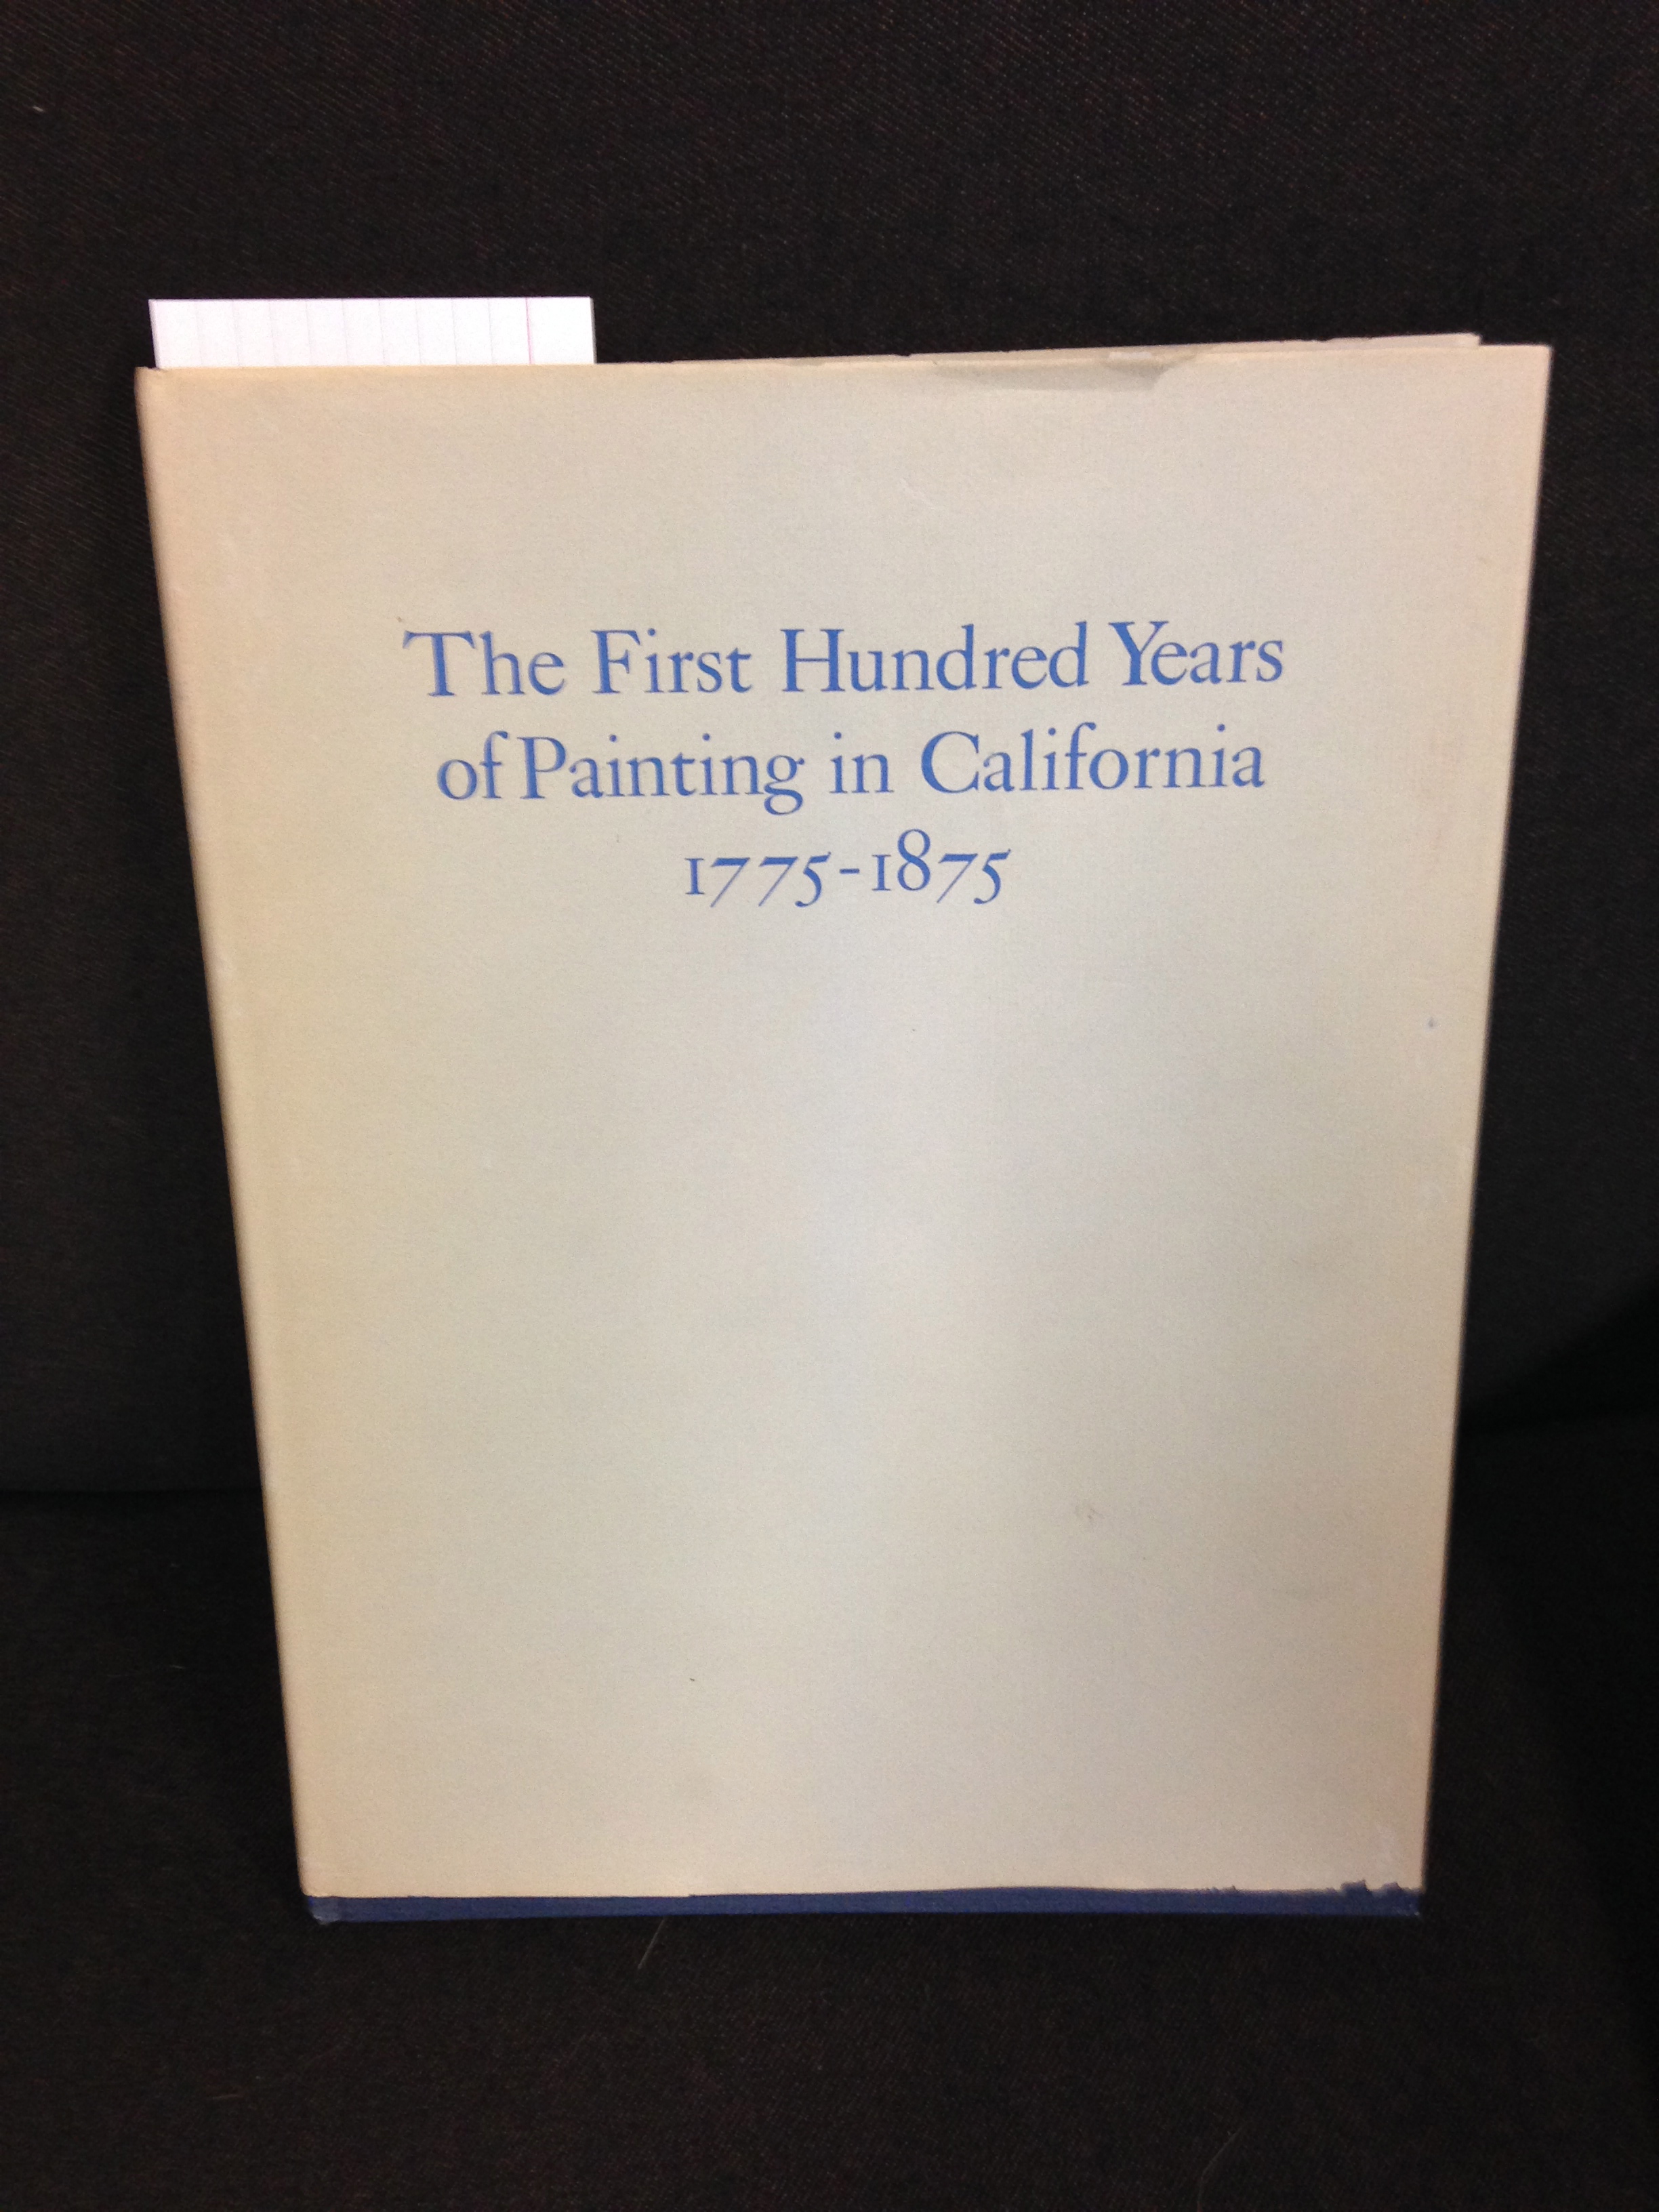 The First Hundred Years
of Painting in California
1775-1875